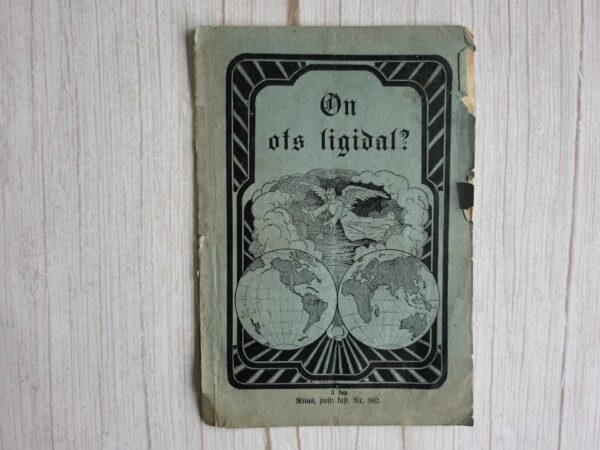 On
ots ligidal?
3 kop.
Riias, posti kast Nr. 982.